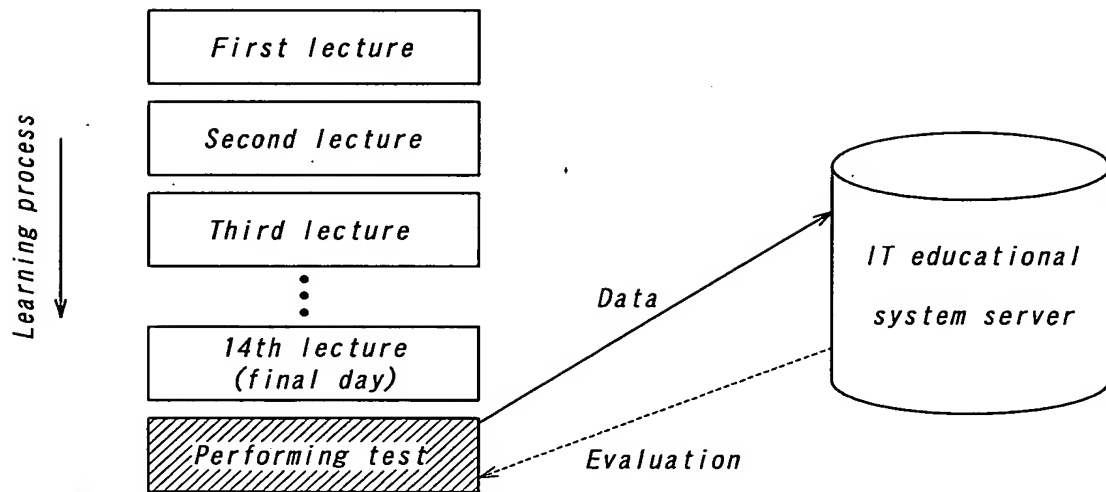 First lecture
Second lecture
Third lecture
14th lecture
(final day)
Performing test
Learning process
Data
Evaluation
IT educational
system server